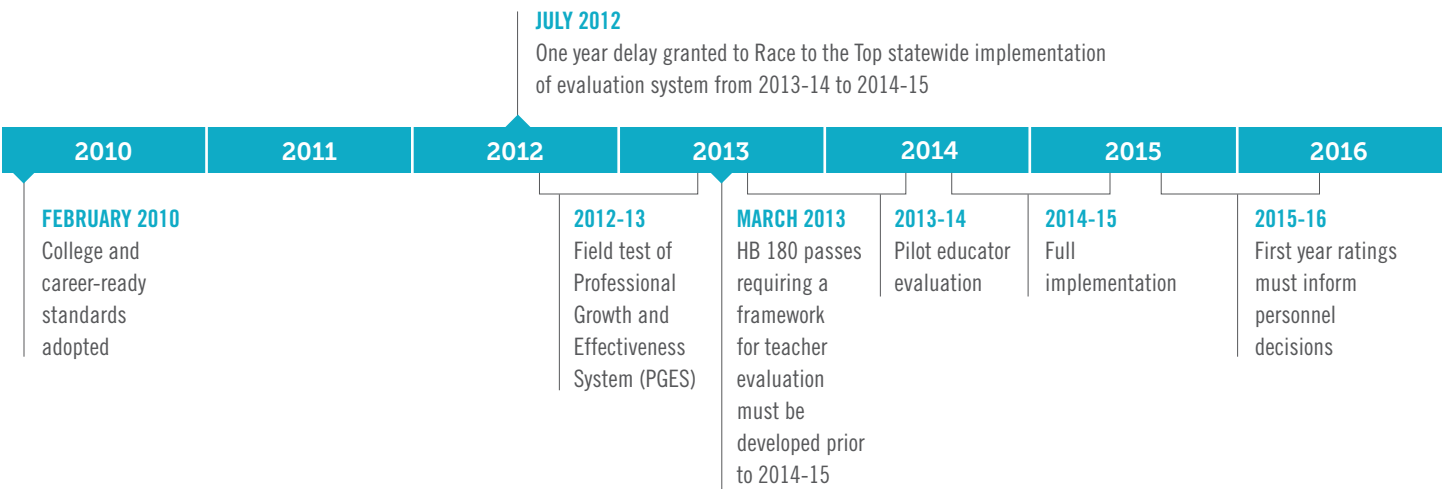 JULY 2012
One year delay granted to Race to the Top statewide implementation
of evaluation system from 2013-14 to 2014-15
2010
2011
2012
2013
2014
2015
2016
FEBRUARY 2010
College and
career-ready
standards
adopted
2012-13
Field test of
Professional
Growth and
Effectiveness
System (PGES)
MARCH 2013
HB 180 passes
requiring a
framework
for teacher
evaluation
must be
developed prior
to 2014-15
2013-14
Pilot educator
evaluation
2014-15
Full
implementation
2015-16
First year ratings
must inform
personnel
decisions